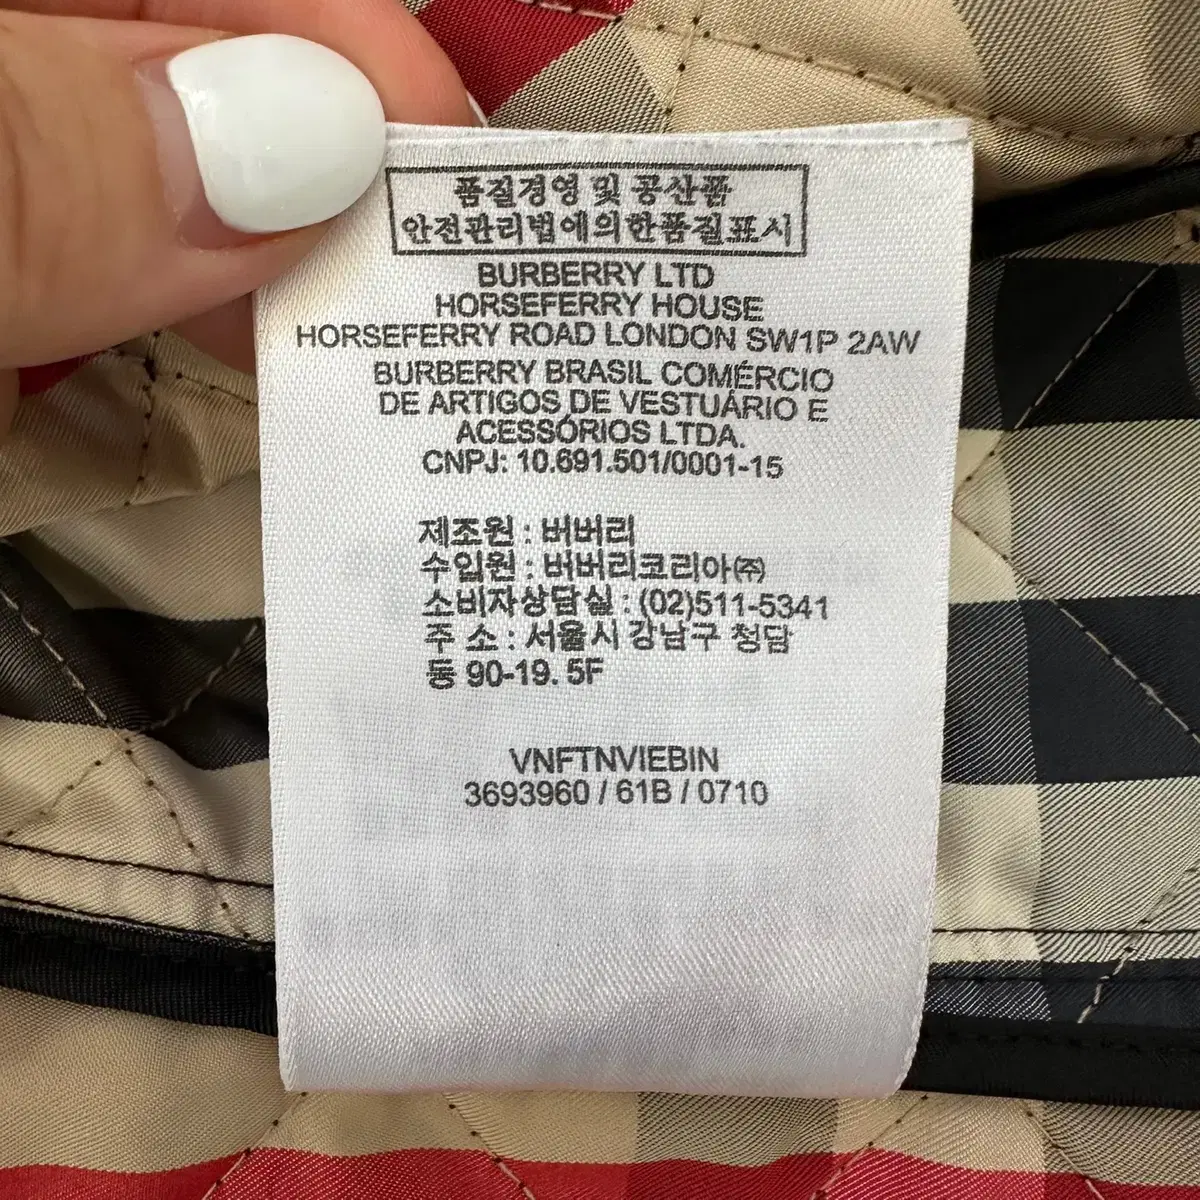 품질경영 및 공산품
안전관리법에의한품질표시
BURBERRY LTD
HORSEFERRY HOUSE
HORSEFERRY ROAD LONDON SW1P 2AW
BURBERRY BRASIL COMÉRCIO
DE ARTIGOS DE VESTUÁRIO E
ACESSÓRIOS LTDA.
CNPJ: 10.691.501/0001-15
제조원 : 버버리
수입원 : 버버리코리아㈜
소비자상담실 : (02)511-5341
주 소 : 서울시 강남구 청담
동 90-19. 5F
VNFTNVIEBIN
3693960 / 61B / 0710